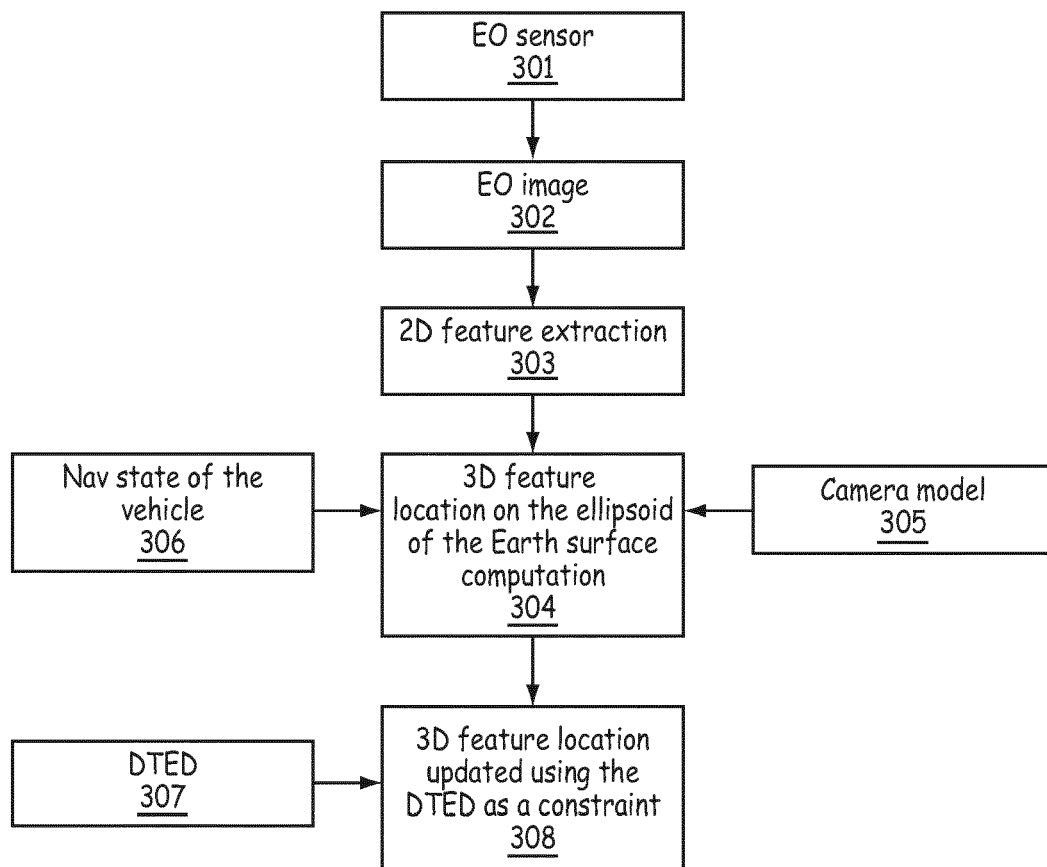 EO sensor
301
EO image
302
2D feature extraction
303
Nav state of the
vehicle
306
3D feature
location on the ellipsoid
of the Earth surface
computation
304
Camera model
305
DTED
307
3D feature location
updated using the
DTED as a constraint
308